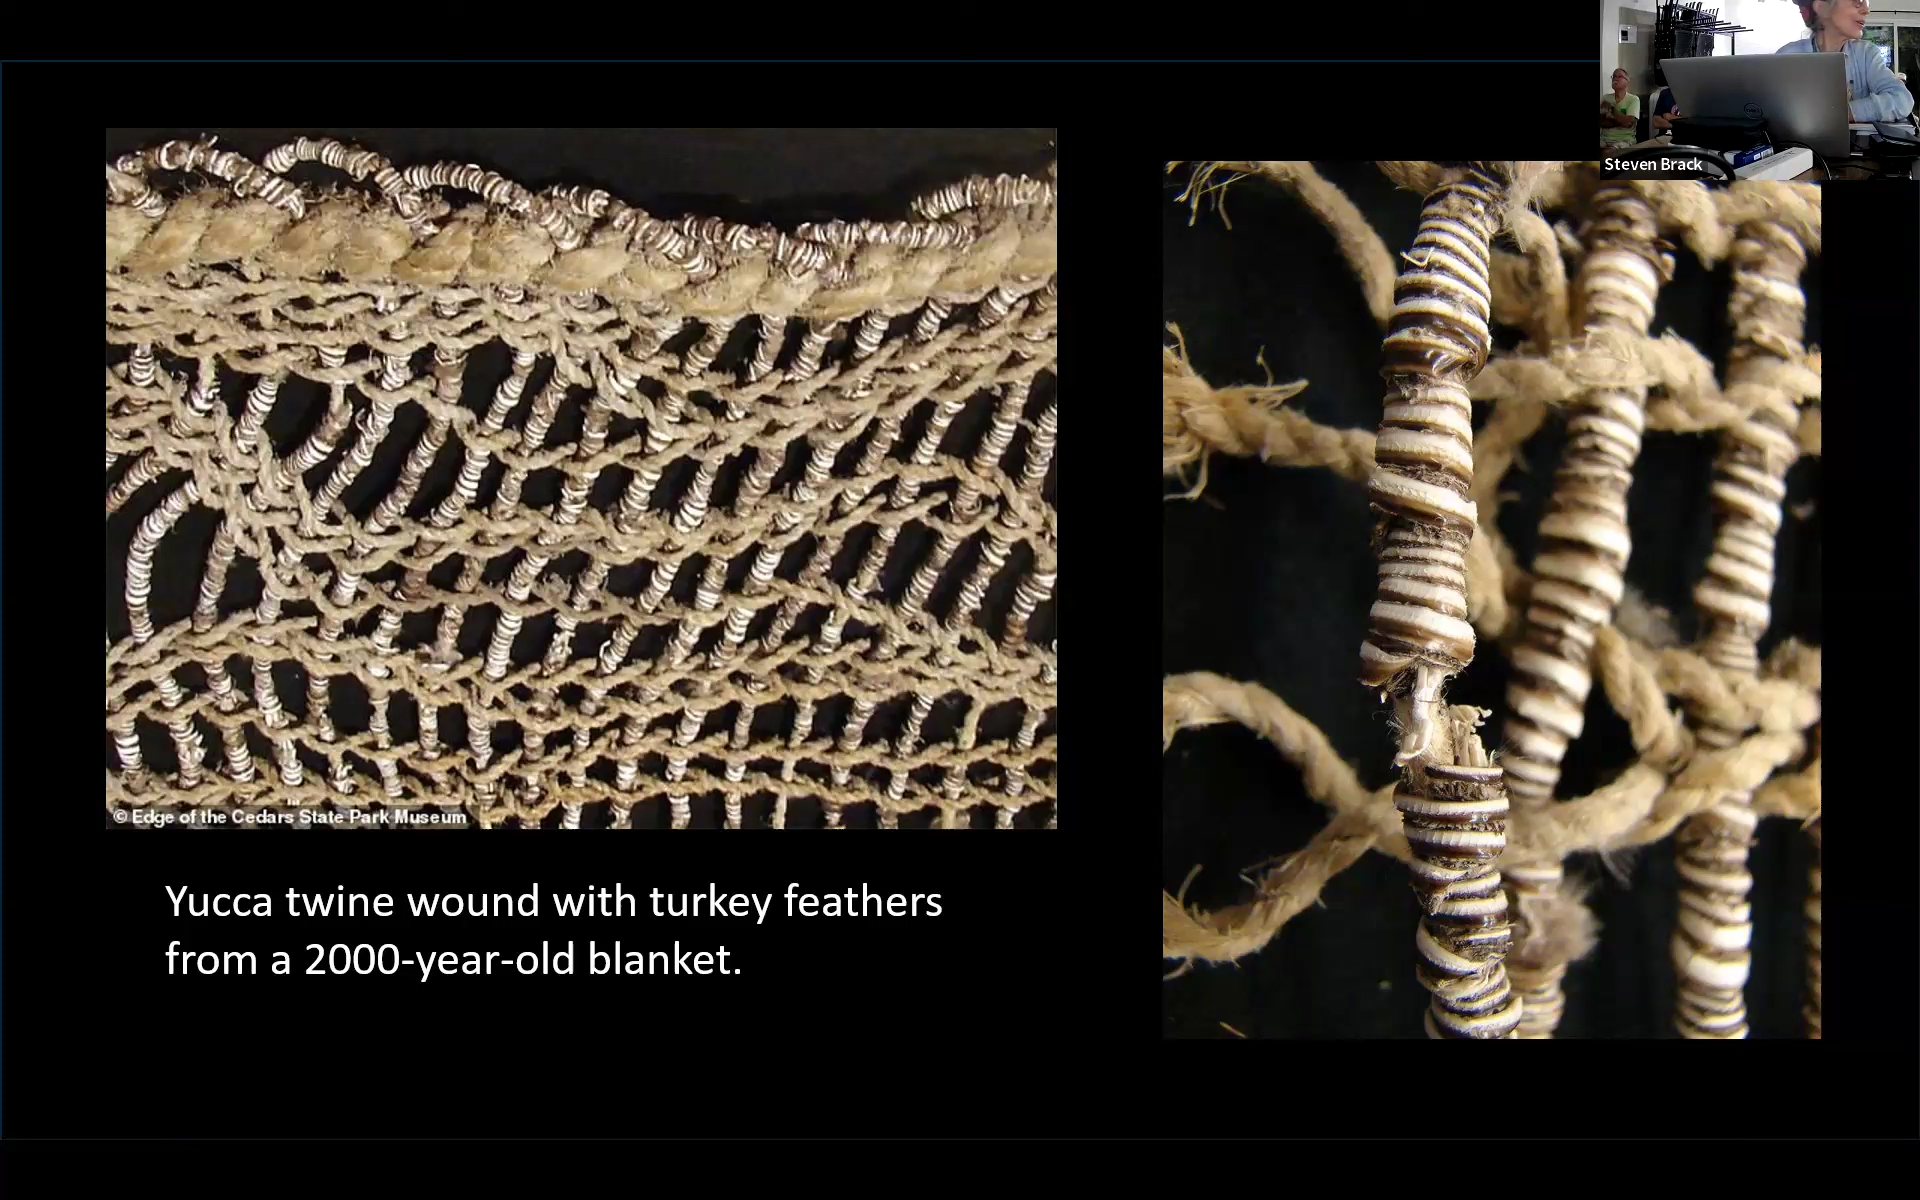 Steven Brack
© Edge of the Cedars State Park Museum
Yucca twine wound with turkey feathers
from a 2000-year-old blanket.